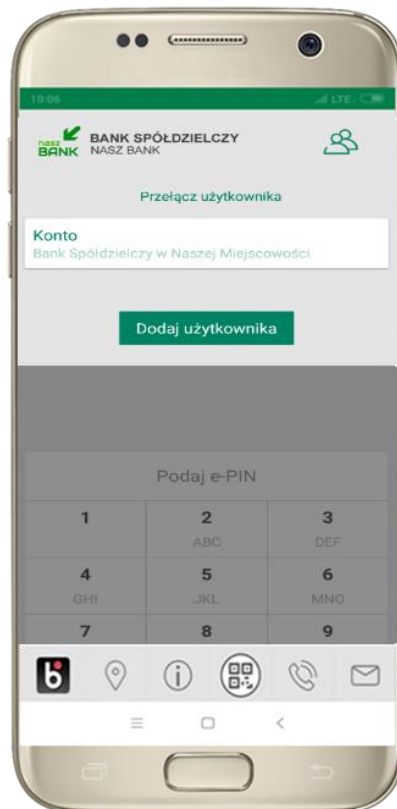 10:06 LTE
nasz BANK BANK SPÓŁDZIELCZY
NASZ BANK
Przełącz użytkownika
Konto
Bank Spółdzielczy w Naszej Miejscowości
Dodaj użytkownika
Podaj e-PIN
1 2 3
ABC DEF
4 5 6
GHI JKL MNO
7 8 9
b